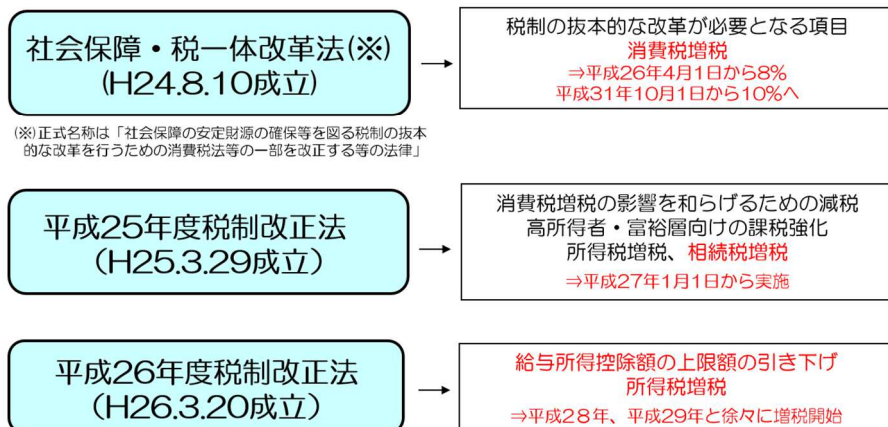 社会保障・税一体改革法(※)
(H24.8.10成立)
税制の抜本的な改革が必要となる項目
消費税増税
⇒平成26年4月1日から8%
平成31年10月1日から10%へ
(※)正式名称は「社会保障の安定財源の確保等を図る税制の抜本
的な改革を行うための消費税法等の一部を改正する等の法律」
平成25年度税制改正法
(H25.3.29成立)
消費税増税の影響を和らげるための減税
高所得者・富裕層向けの課税強化
所得税増税、相続税増税
⇒平成27年1月1日から実施
平成26年度税制改正法
(H26.3.20成立)
給与所得控除額の上限額の引き下げ
所得税増税
⇒平成28年、平成29年と徐々に増税開始